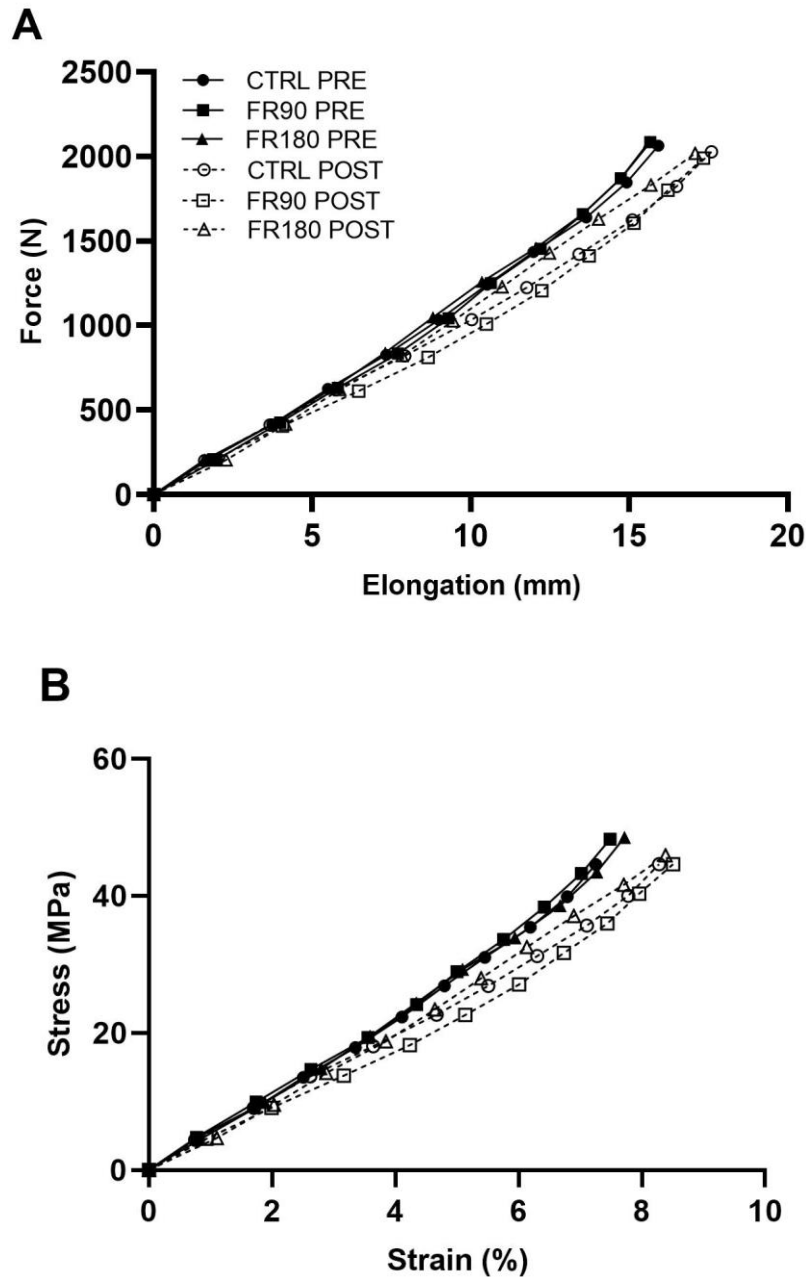 A
2500
2000
1500
1000
500
0
Force (N)
CTRL PRE
FR90 PRE
FR180 PRE
CTRL POST
FR90 POST
FR180 POST
0 5 10 15 20
Elongation (mm)
B
60
40
20
0
Stress (MPa)
0 2 4 6 8 10
Strain (%)